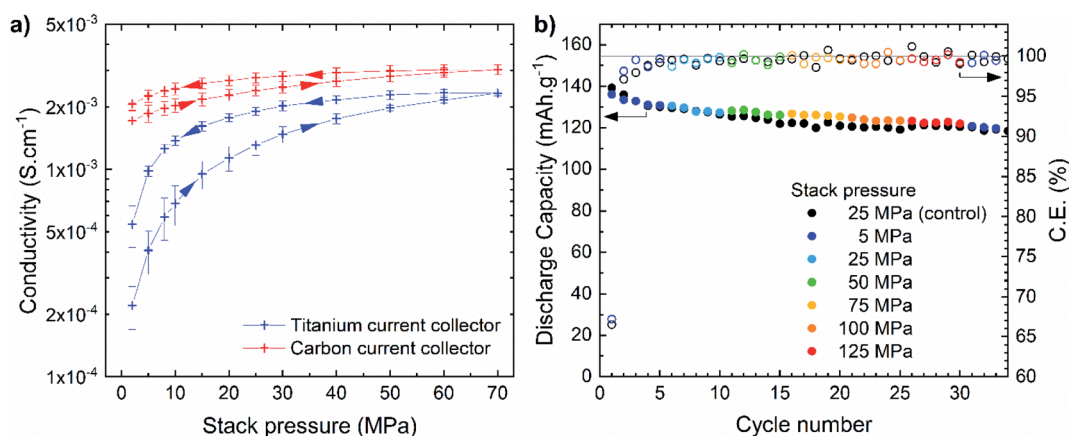 a)
Conductivity (S.cm⁻¹)
5x10⁻³
2x10⁻³
1x10⁻³
5x10⁻⁴
2x10⁻⁴
1x10⁻⁴
Titanium current collector
Carbon current collector
0 10 20 30 40 50 60 70
Stack pressure (MPa)
b)
Discharge Capacity (mAh.g⁻¹)
160
140
120
100
80
60
40
20
0
Stack pressure
25 MPa (control)
5 MPa
25 MPa
50 MPa
75 MPa
100 MPa
125 MPa
0 5 10 15 20 25 30
Cycle number
100
95
90
85
80
75
70
65
60
C.E. (%)